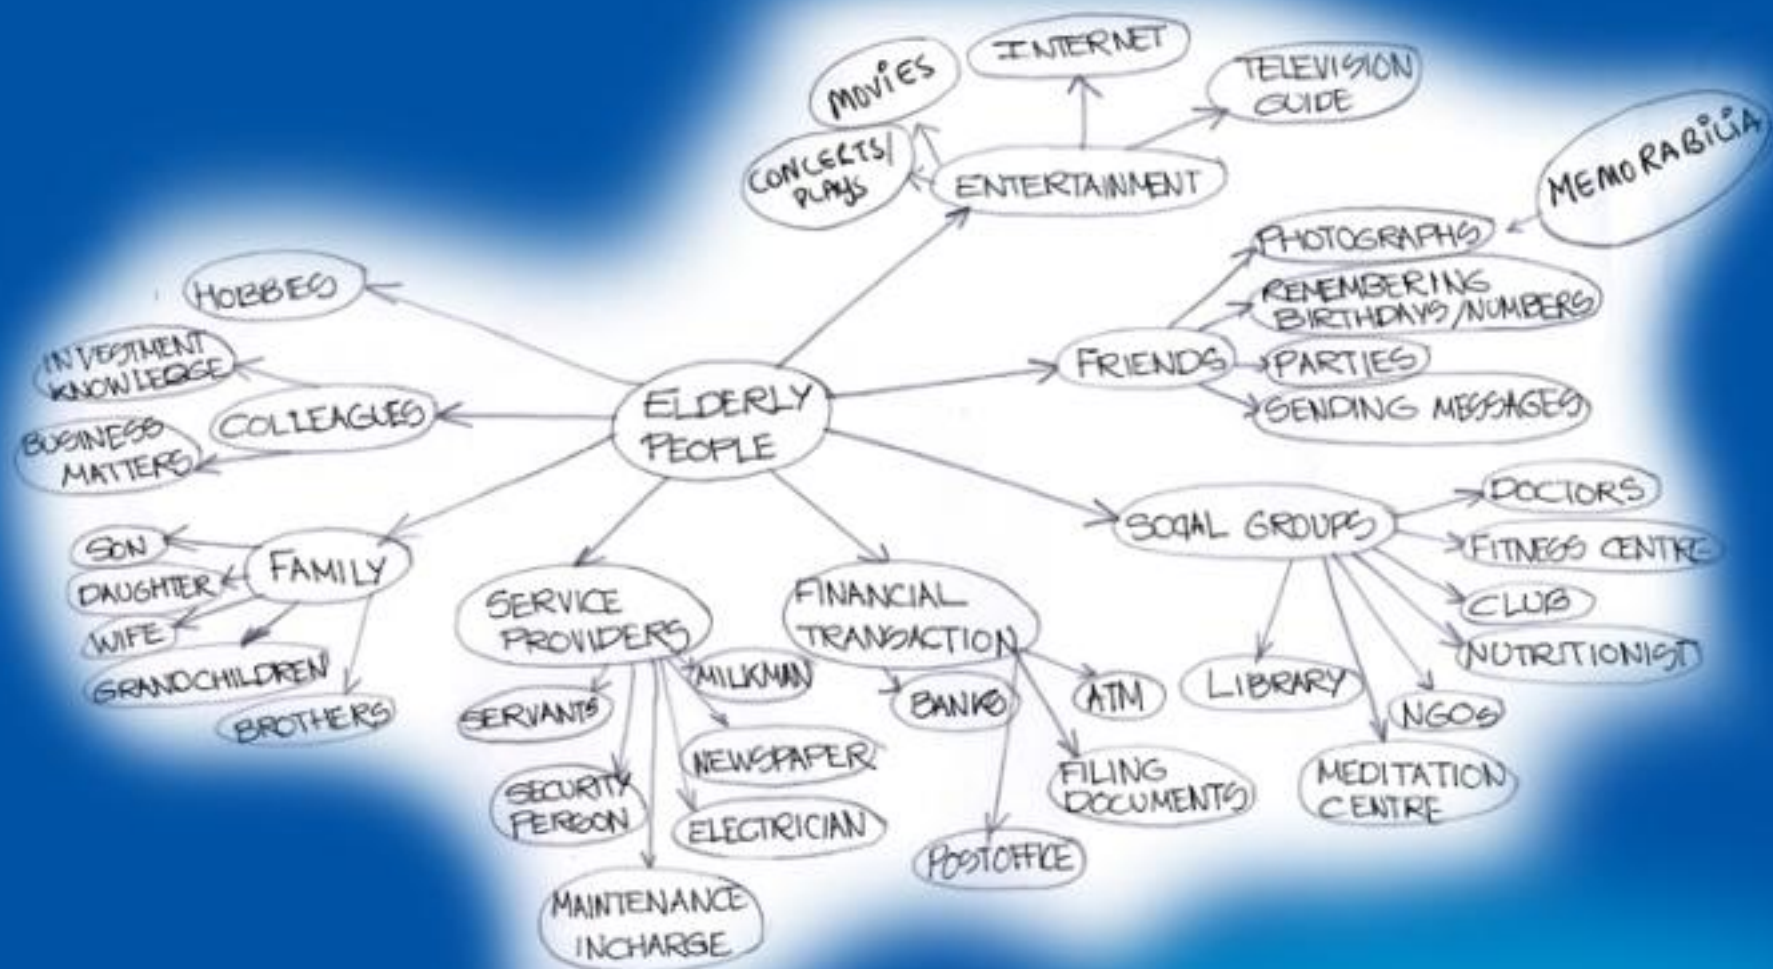 INTERNET
MOVIES
TELEVISION
GUIDE
CONCERTS/
PLAYS
ENTERTAINMENT
MEMORABILIA
PHOTOGRAPHS
HOBBES
REMEMBERING
BIRTHDAYS/NUMBERS
INVESTMENT
KNOWLEDGE
FRIENDS
PARTIES
ELDERLY
PEOPLE
SENDING MESSAGES
COLLEAGUES
BUSINESS
MATTERS
DOCTORS
SOCIAL GROUPS
FITNESS CENTRE
SON
FAMILY
DAUGHTER
CLUB
SERVICE
PROVIDERS
FINANCIAL
TRANSACTION
WIFE
NUTRITIONIST
GRANDCHILDREN
MILKMAN
LIBRARY
BROTHERS
SERVANTS
BANKS
ATM
NGOS
NEWSPAPER
SECURITY
PERSON
FILING
DOCUMENTS
MEDITATION
CENTRE
ELECTRICIAN
POSTOFFICE
MAINTENANCE
INCHARGE